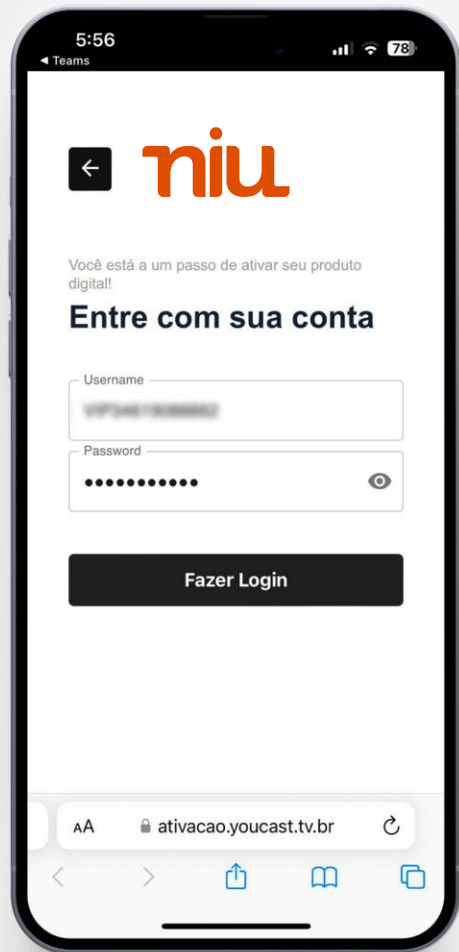 5:56
78
◄ Teams
niu
Você está a um passo de ativar seu produto
digital!
Entre com sua conta
Username
Password
•••••••••••
Fazer Login
AA
ativacao.youcast.tv.br